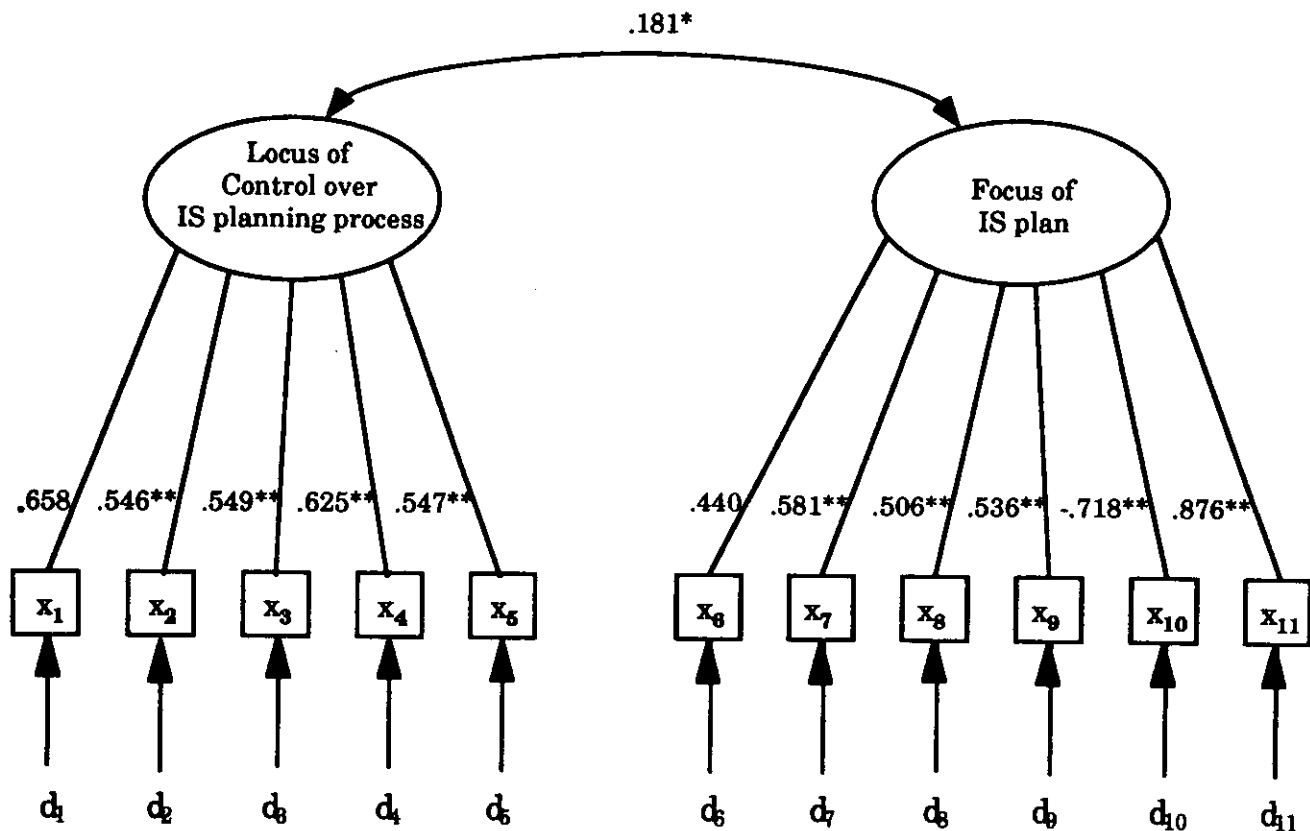 .181*
Locus of
Control over
IS planning process
Focus of
IS plan
.658 .546** .549** .625** .547** .440 .581** .506** .536** -.718** .876**
x₁ x₂ x₃ x₄ x₅ x₆ x₇ x₈ x₉ x₁₀ x₁₁
d₁ d₂ d₃ d₄ d₅ d₆ d₇ d₈ d₉ d₁₀ d₁₁